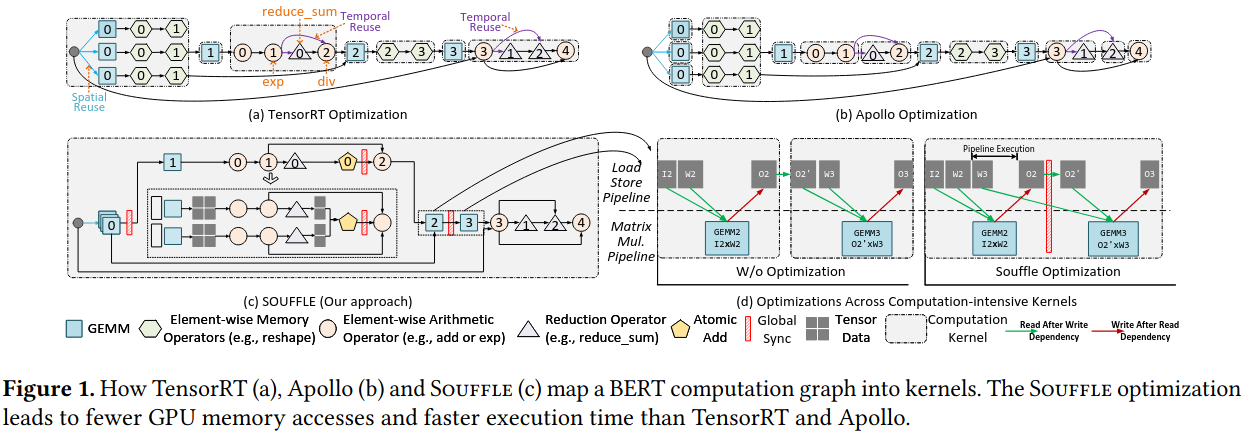 reduce_sum
Temporal
Reuse
Temporal
Reuse
0 0 1
0 0 1
0 0 1
1
0 1 0 2
2
2 3
3
3 1 2 4
exp
div
Spatial
Reuse
(a) TensorRT Optimization
0 0 1
0 0 1
0 0 1
1
0 1 0 2
2
2 3
3
3 1 2 4
(b) Apollo Optimization
1 0 1 0 0 2
0
2 3
3 1 2 4
(c) SOUFFLE (Our approach)
Load
Store
Pipeline
Matrix
Mul.
Pipeline
I2 W2 O2
O2' W3 O3
GEMM2
I2xW2
GEMM3
O2'xW3
W/o Optimization
Pipeline Execution
I2 W2 W3 O2 O2' O3
GEMM2
I2xW2
GEMM3
O2'xW3
Souffle Optimization
(d) Optimizations Across Computation-intensive Kernels
GEMM
Element-wise Memory
Operators (e.g., reshape)
Element-wise Arithmetic
Operator (e.g., add or exp)
Reduction Operator
(e.g., reduce_sum)
Atomic
Add
Global
Sync
Tensor
Data
Computation
Kernel
Read After Write
Dependency
Write After Read
Dependency
Figure 1. How TensorRT (a), Apollo (b) and Souffle (c) map a BERT computation graph into kernels. The Souffle optimization
leads to fewer GPU memory accesses and faster execution time than TensorRT and Apollo.